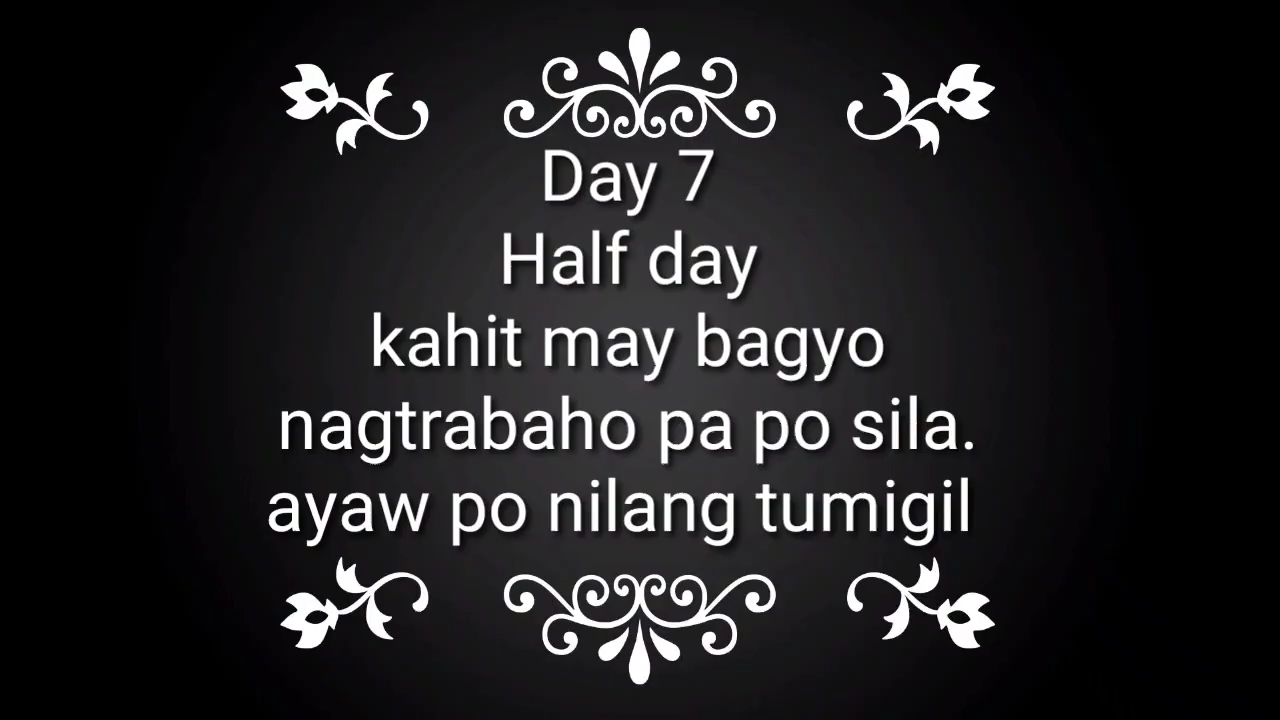 Day 7
Half day
kahit may bagyo
nagtrabaho pa po sila.
ayaw po nilang tumigil